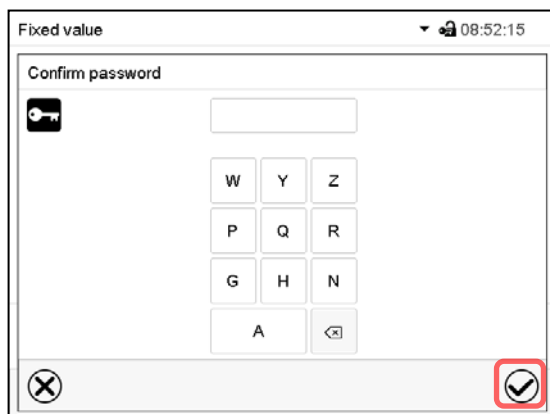 Fixed value 08:52:15
Confirm password
W Y Z
P Q R
G H N
A